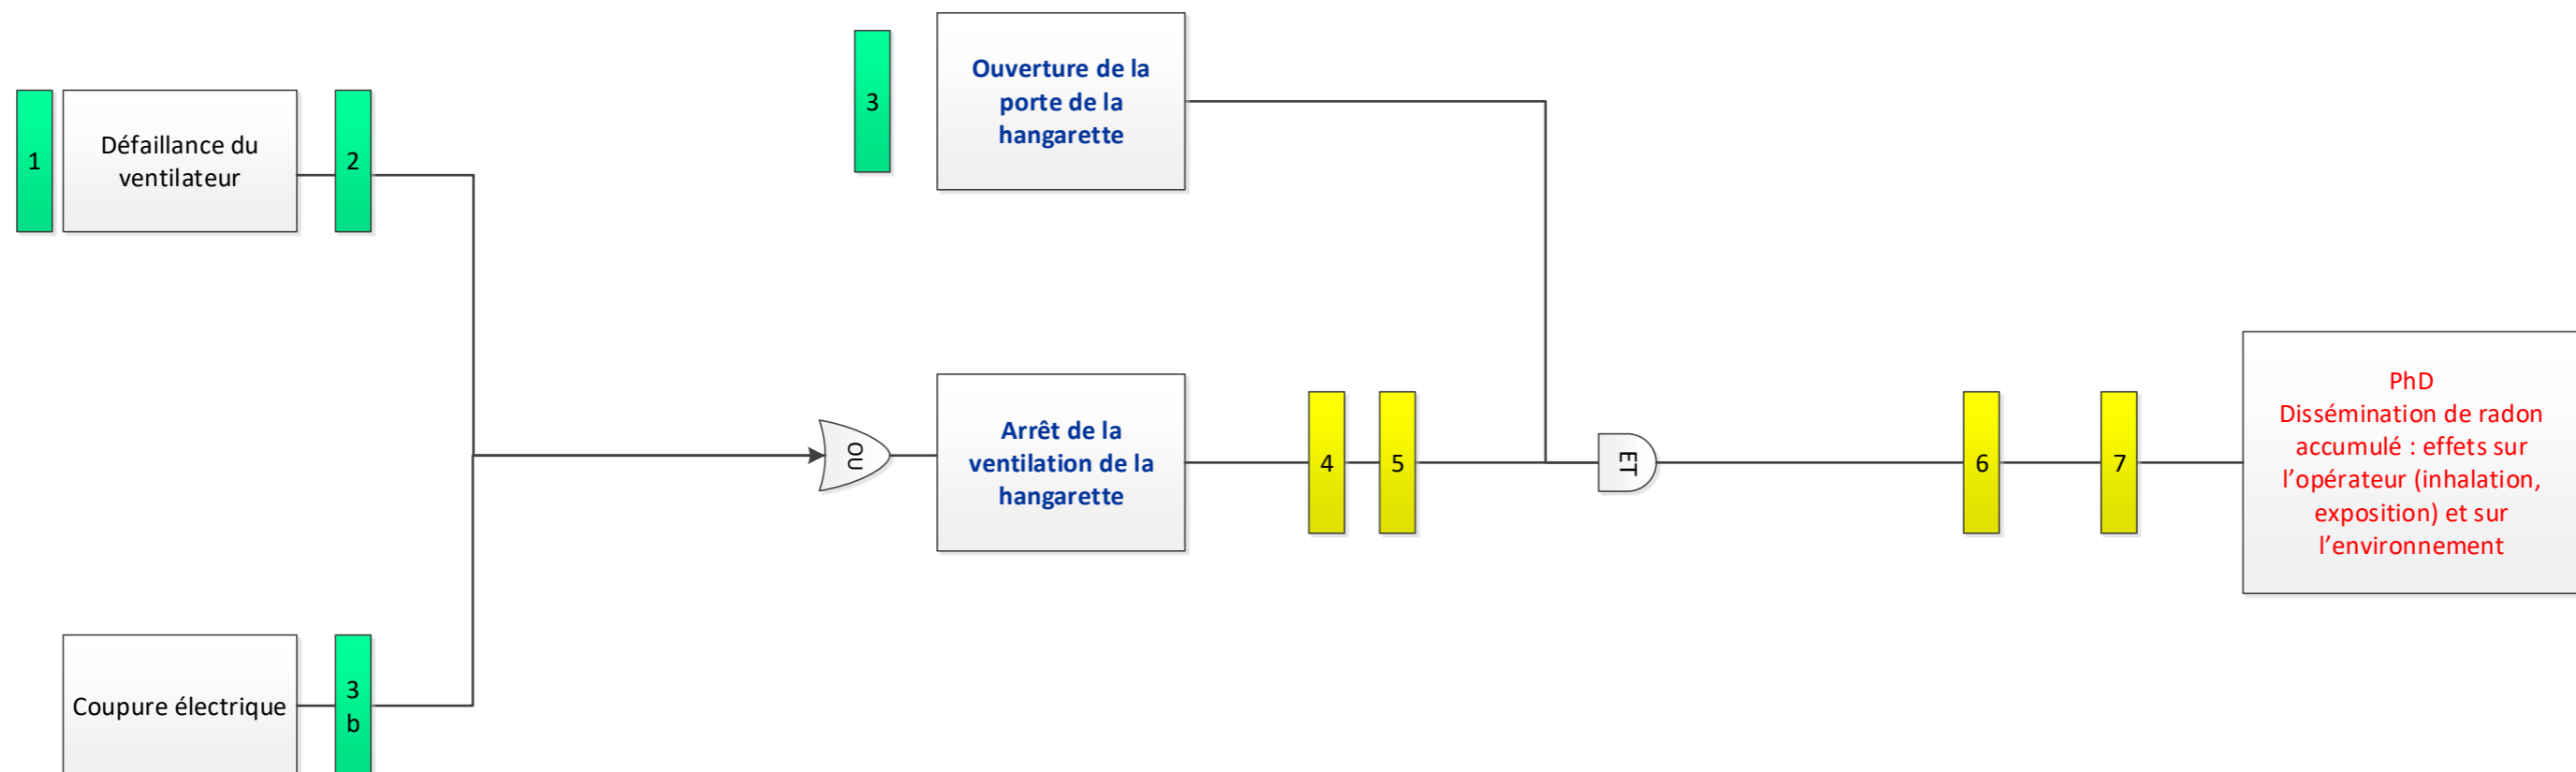 3
Ouverture de la
porte de la
hangarette
1
Défaillance du
ventilateur
2
OU
Arrêt de la
ventilation de la
hangarette
4
5
ET
6
7
PhD
Dissémination de radon
accumulé : effets sur
l’opérateur (inhalation,
exposition) et sur
l’environnement
Coupure électrique
3
b